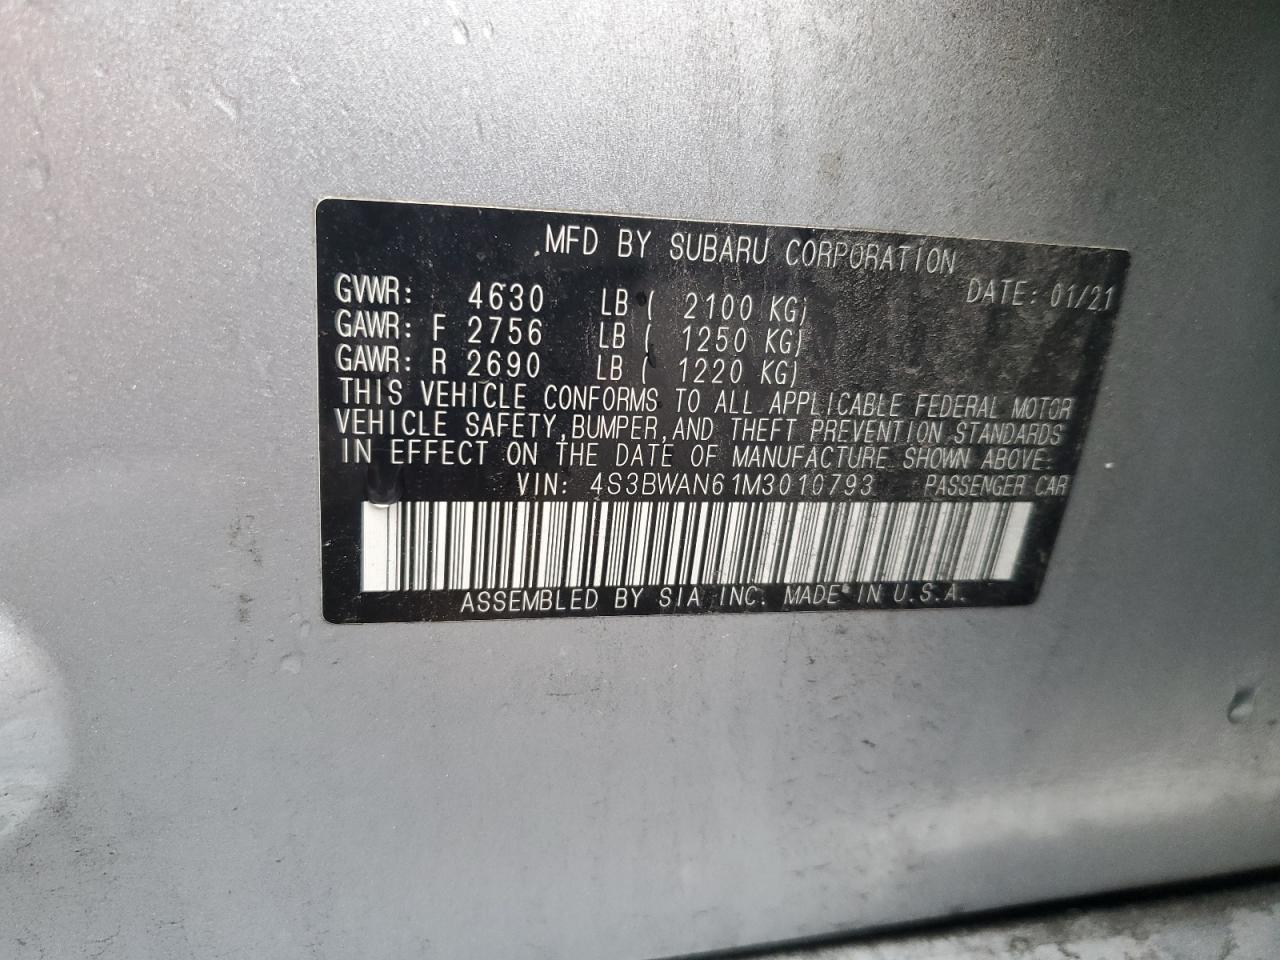 MFD BY SUBARU CORPORATION
DATE: 01/21
GVWR: 4630 LB ( 2100 KG)
GAWR: F 2756 LB ( 1250 KG)
GAWR: R 2690 LB ( 1220 KG)
THIS VEHICLE CONFORMS TO ALL APPLICABLE FEDERAL MOTOR
VEHICLE SAFETY, BUMPER, AND THEFT PREVENTION STANDARDS
IN EFFECT ON THE DATE OF MANUFACTURE SHOWN ABOVE.
VIN: 4S3BWAN61M3010793 PASSENGER CAR
ASSEMBLED BY SIA INC. MADE IN U.S.A.